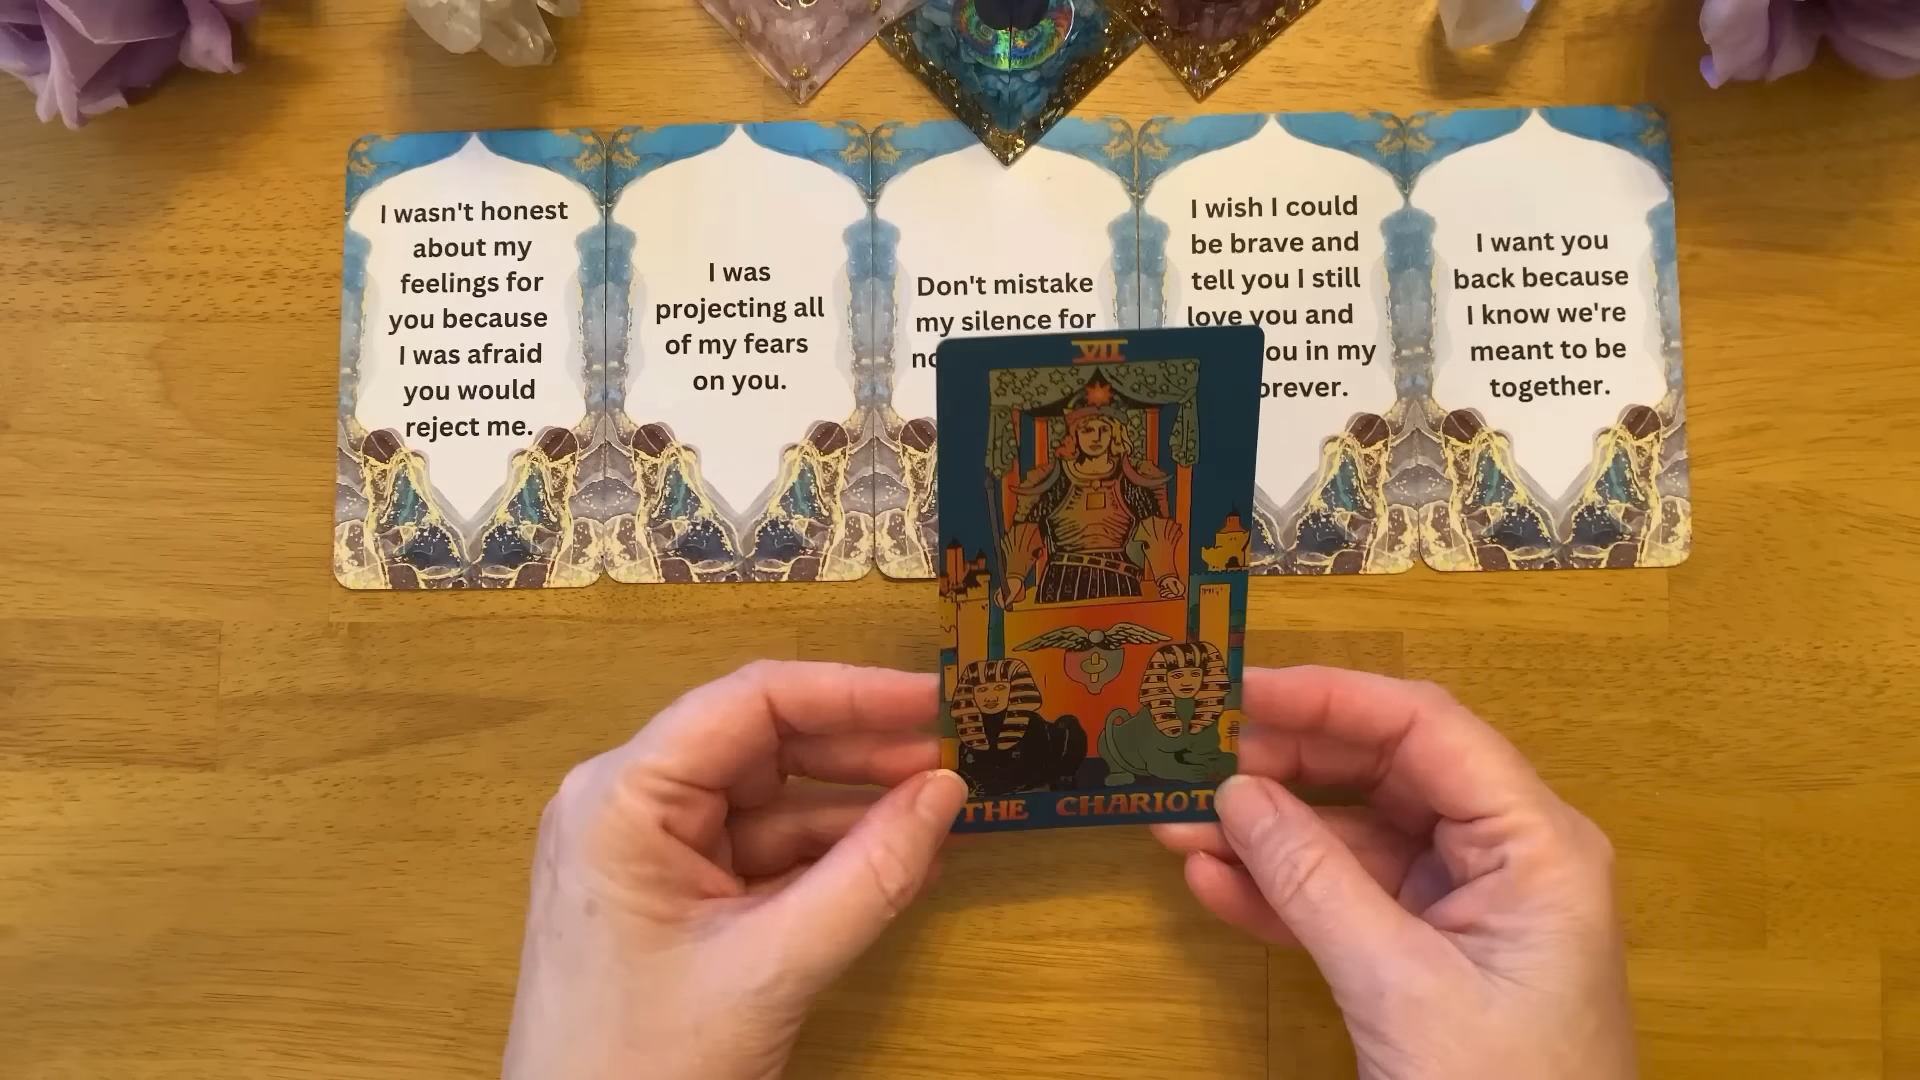 I wasn't honest
about my
feelings for
you because
I was afraid
you would
reject me.
I was
projecting all
of my fears
on you.
Don't mistake
my silence for
I wish I could
be brave and
tell you I still
love you and
in my
I want you
back because
I know we're
meant to be
together.
VII
THE CHARIOT